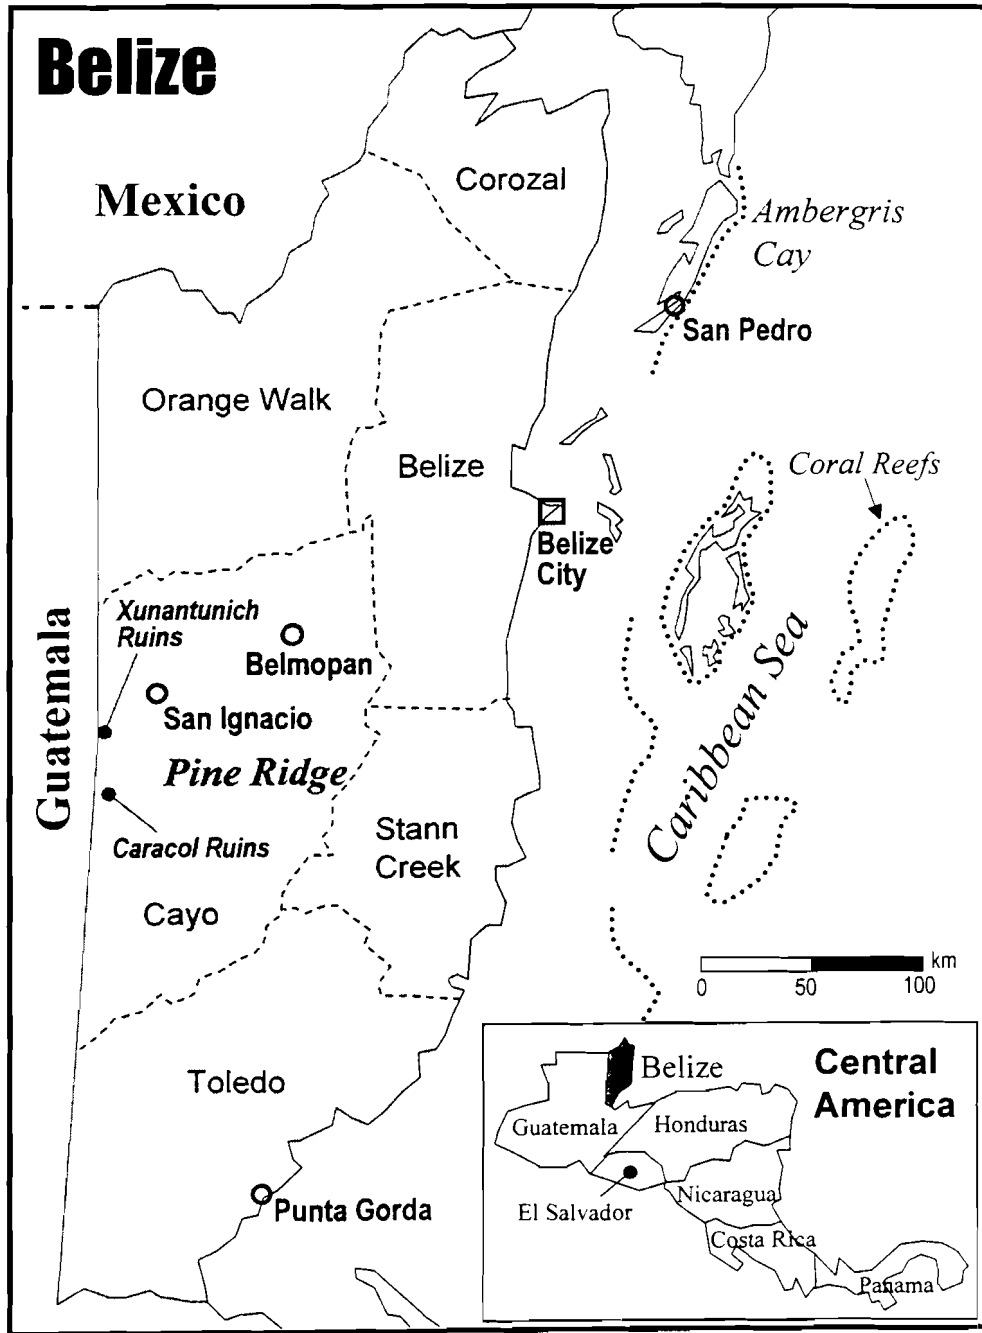 Belize
Mexico
Corozal
Ambergris
Cay
San Pedro
Orange Walk
Belize
Coral Reefs
Belize
City
Guatemala
Xunantunich
Ruins
Belmopan
San Ignacio
Pine Ridge
Caribbean Sea
Caracol Ruins
Stann
Creek
Cayo
km
0 50 100
Toledo
Punta Gorda
Central
America
Belize
Guatemala
Honduras
El Salvador
Nicaragua
Costa Rica
Panama